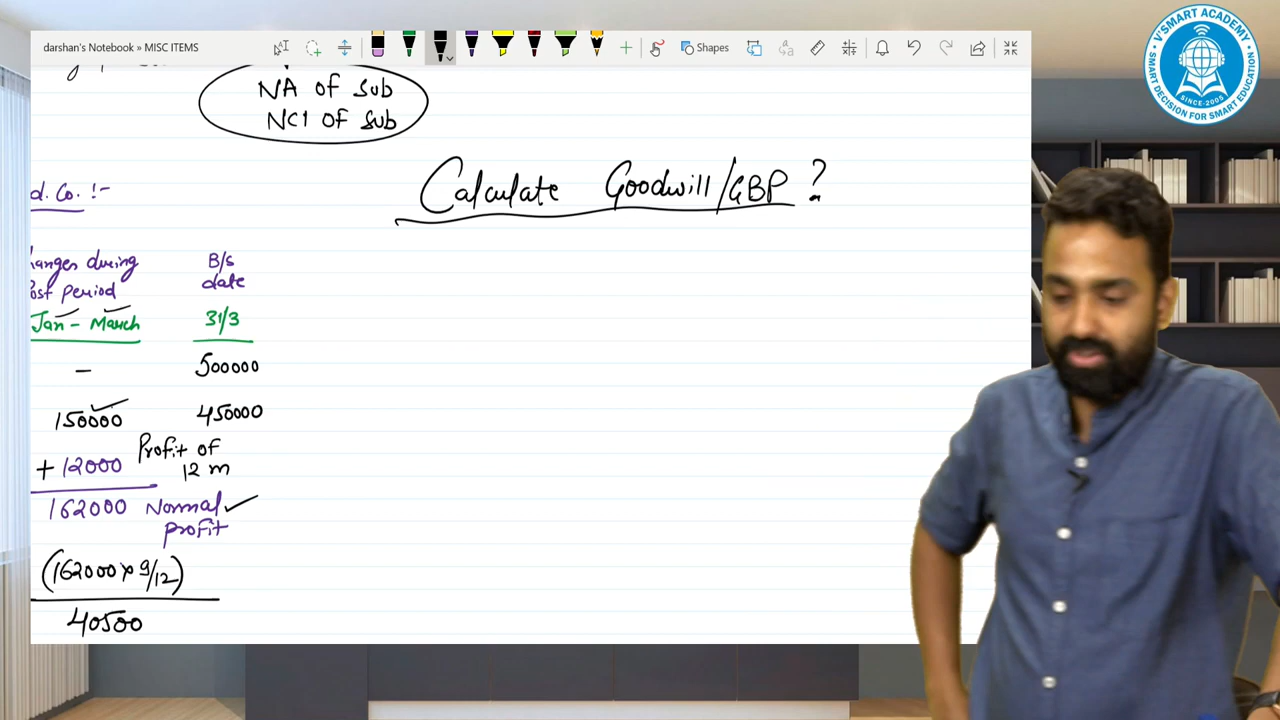 darshan's Notebook » MISC ITEMS
Shapes
V'SMART ACADEMY
SINCE-2005
SMART DECISION FOR SMART EDUCATION
NA of Sub
NCI of Sub
Calculate Goodwill/GBP ?
d. Co. :-
hanges during
ost period
B/s
date
Jan - March
31/3
- 500000
150000 450000
+ 12000 Profit of
12 m
162000 Normal
profit
(162000 x 9/12)
40500